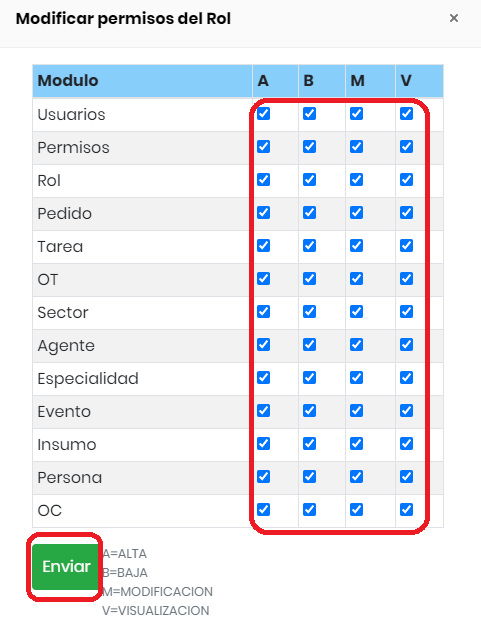 Modificar permisos del Rol ×
Modulo A B M V
Usuarios
Permisos
Rol
Pedido
Tarea
OT
Sector
Agente
Especialidad
Evento
Insumo
Persona
OC
Enviar
A=ALTA
B=BAJA
M=MODIFICACION
V=VISUALIZACION